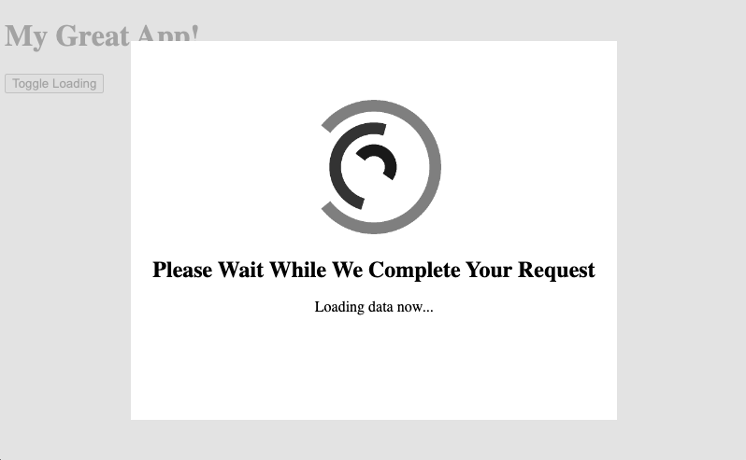 My Great App!
Toggle Loading
Please Wait While We Complete Your Request
Loading data now...